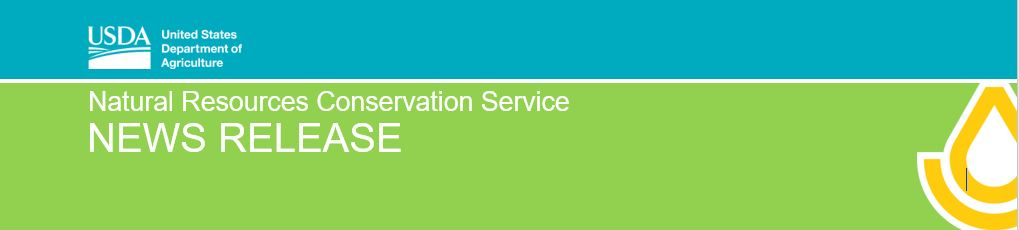 USDA
United States
Department of
Agriculture
Natural Resources Conservation Service
NEWS RELEASE